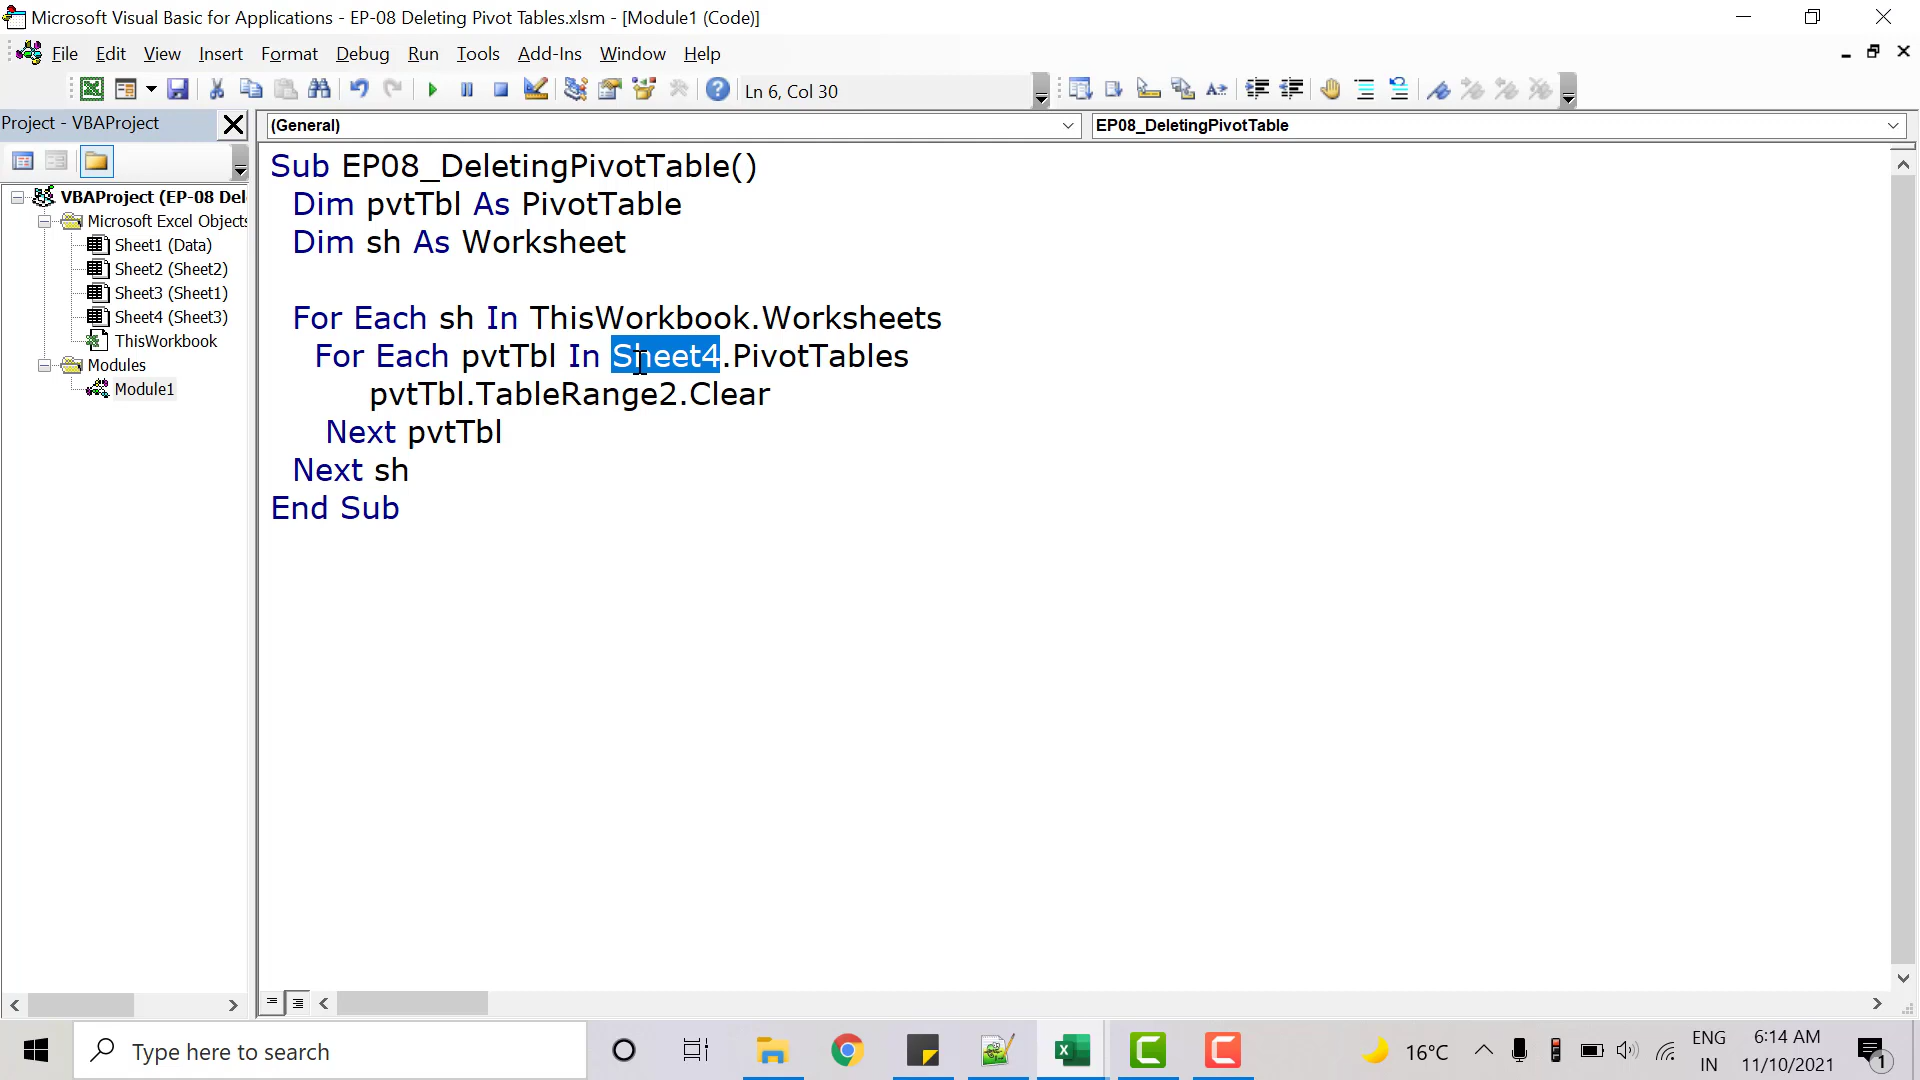 Microsoft Visual Basic for Applications - EP-08 Deleting Pivot Tables.xlsm - [Module1 (Code)]
File Edit View Insert Format Debug Run Tools Add-Ins Window Help
Ln 6, Col 30
Project - VBAProject
(General)
EP08_DeletingPivotTable
VBAProject (EP-08 Del
Microsoft Excel Objects
Sheet1 (Data)
Sheet2 (Sheet2)
Sheet3 (Sheet1)
Sheet4 (Sheet3)
ThisWorkbook
Modules
Module1
Sub EP08_DeletingPivotTable()
Dim pvtTbl As PivotTable
Dim sh As Worksheet
For Each sh In ThisWorkbook.Worksheets
For Each pvtTbl In Sheet4.PivotTables
pvtTbl.TableRange2.Clear
Next pvtTbl
Next sh
End Sub
Type here to search
16°C
ENG
IN
6:14 AM
11/10/2021
1